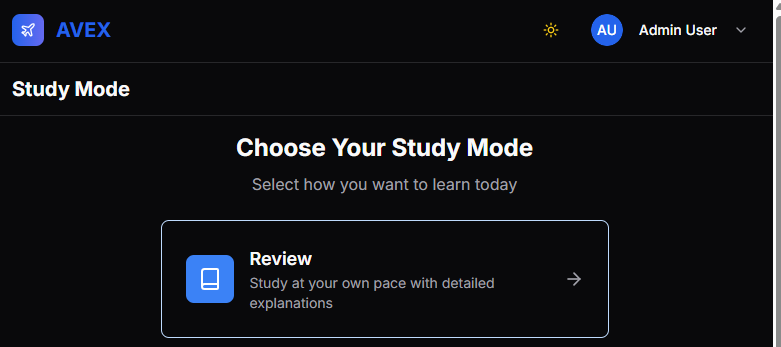 AVEX
AU Admin User
Study Mode
Choose Your Study Mode
Select how you want to learn today
Review
Study at your own pace with detailed
explanations